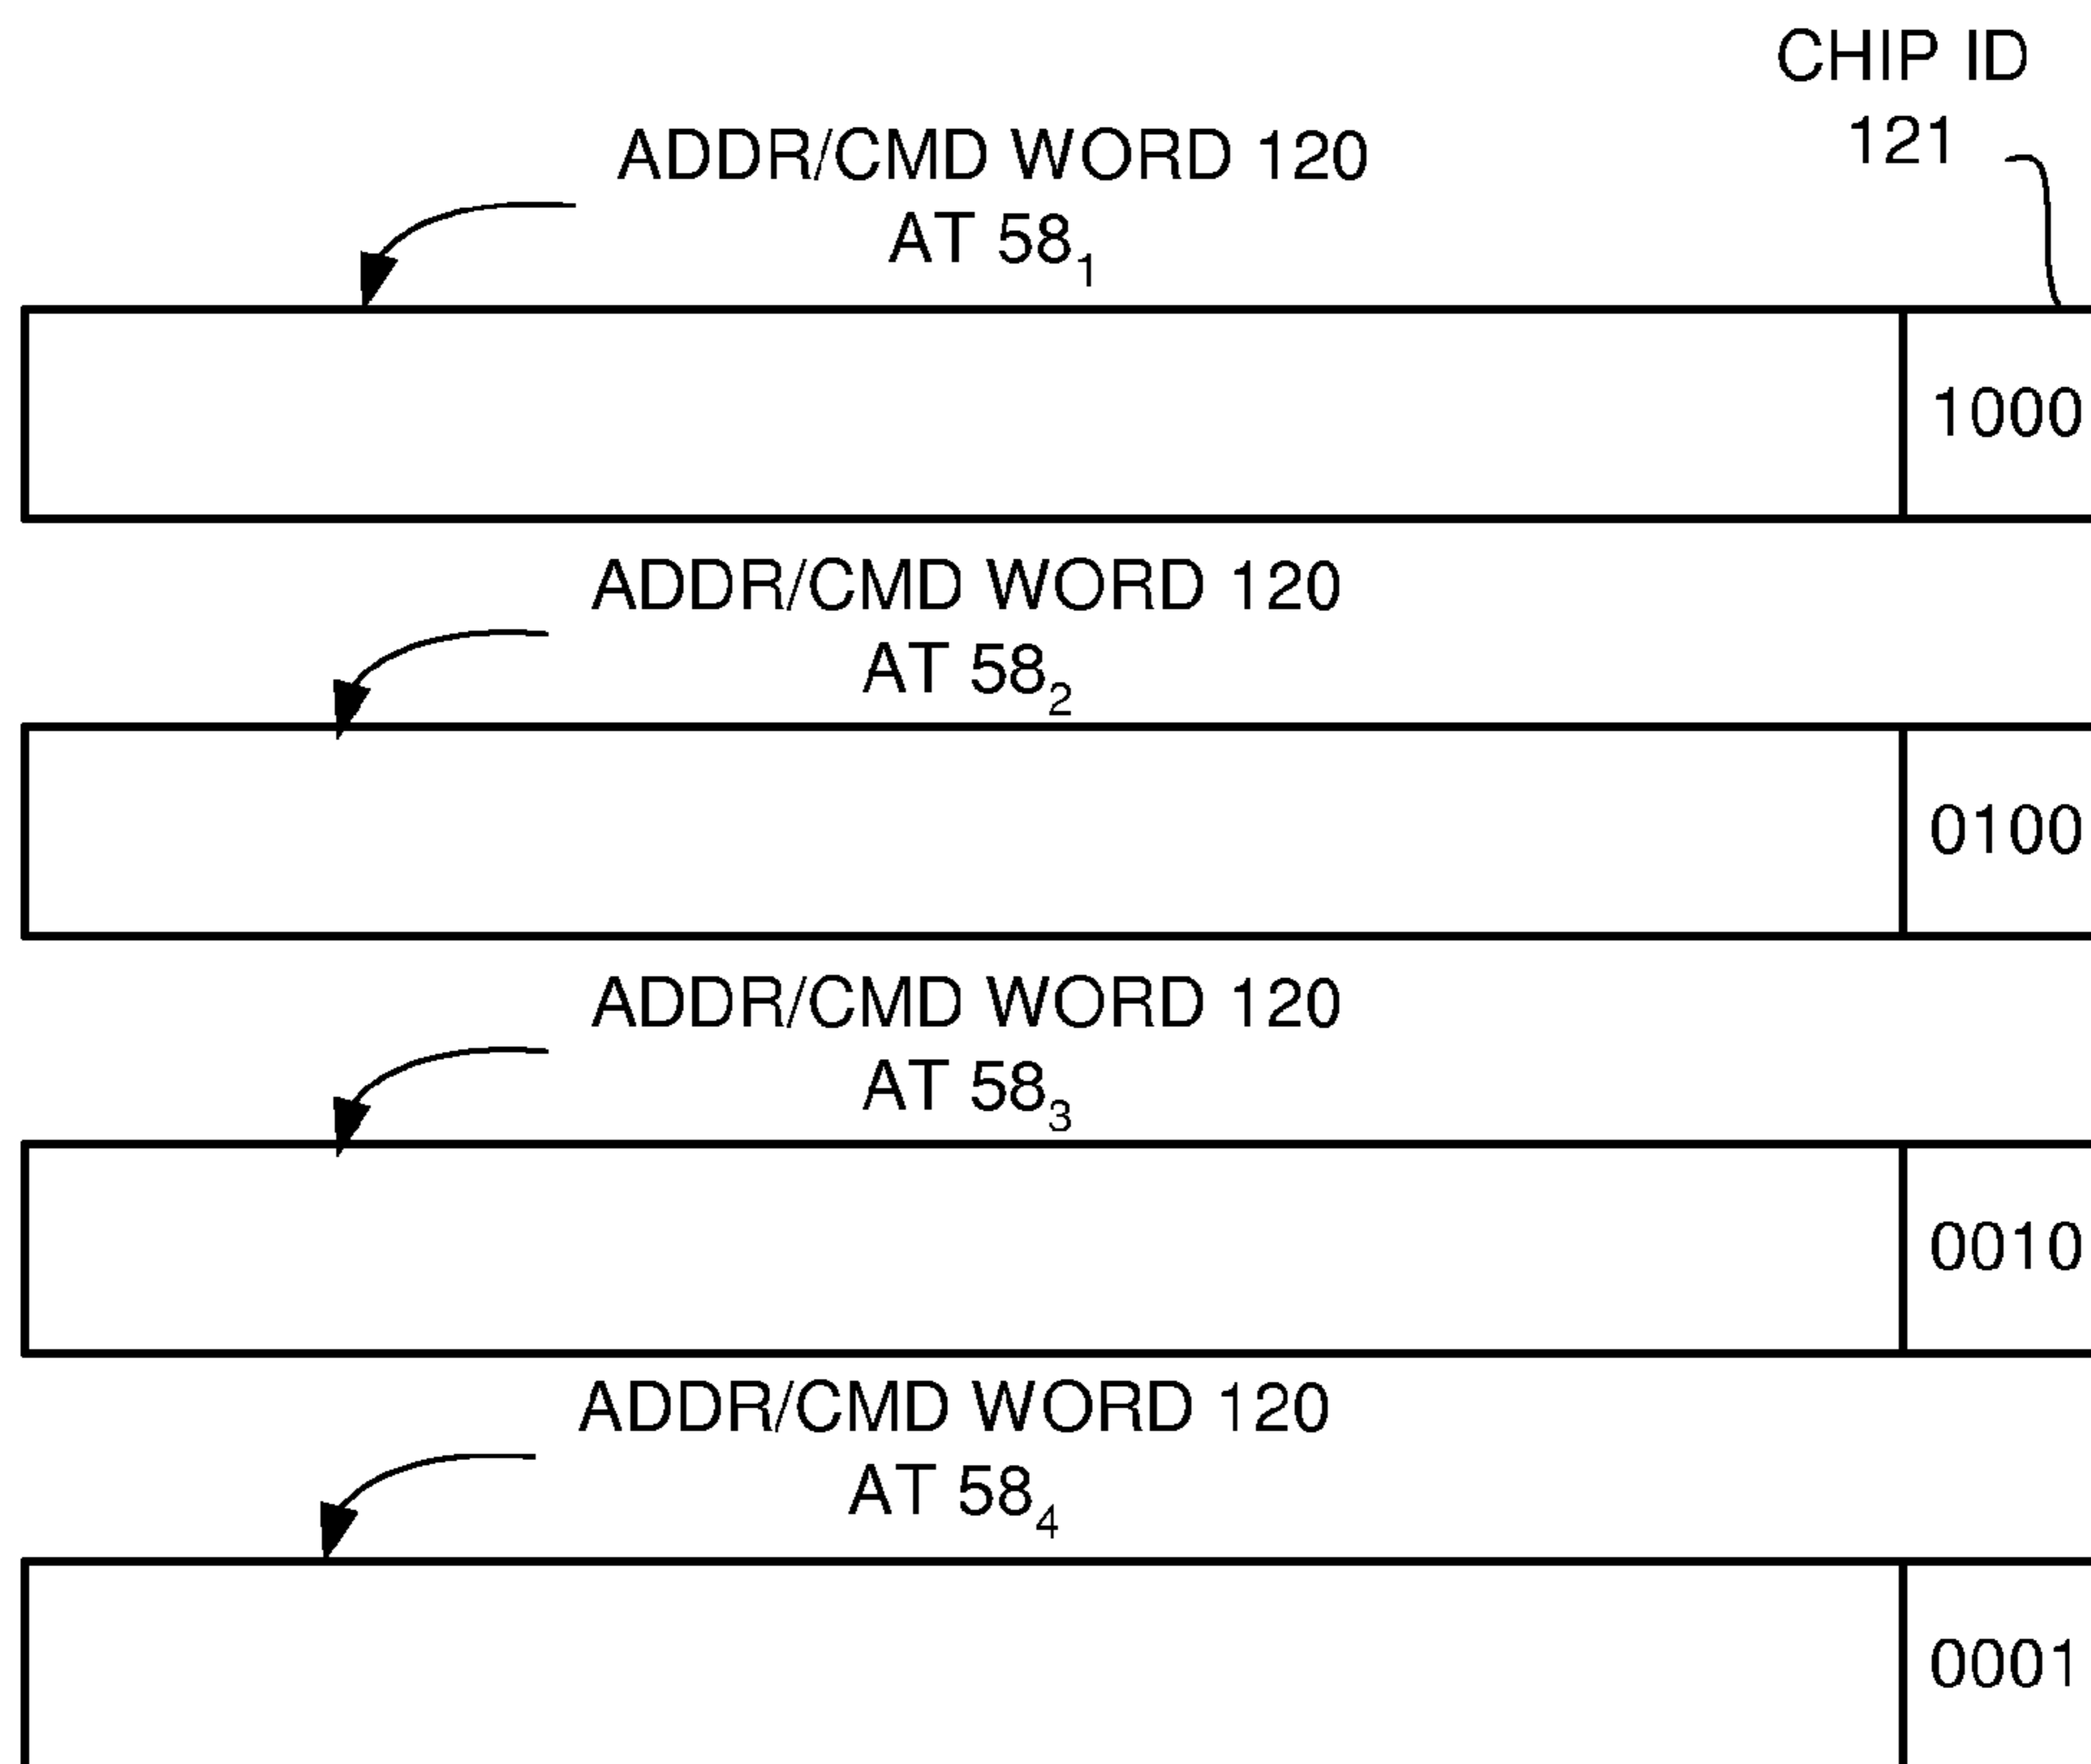 CHIP ID
121
ADDR/CMD WORD 120
AT 58₁
1000
ADDR/CMD WORD 120
AT 58₂
0100
ADDR/CMD WORD 120
AT 58₃
0010
ADDR/CMD WORD 120
AT 58₄
0001